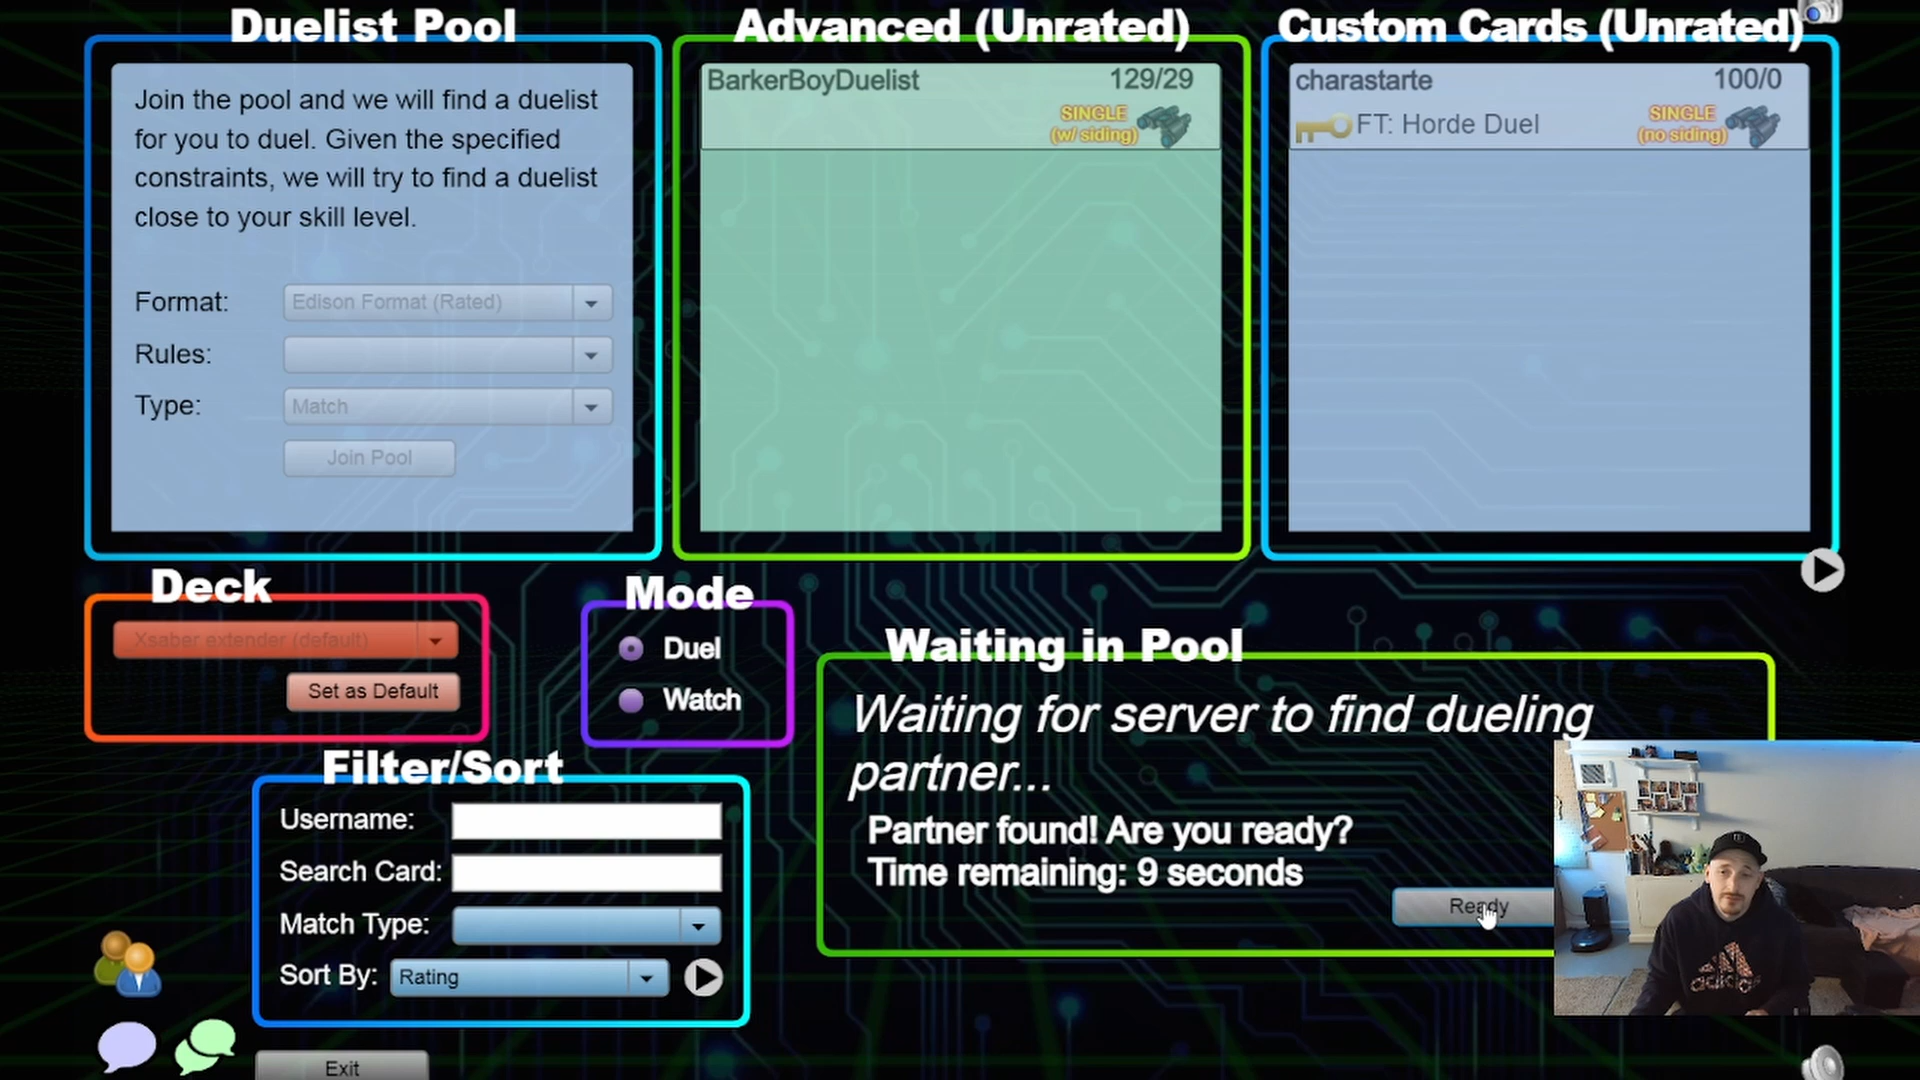 Duelist Pool
Join the pool and we will find a duelist
for you to duel. Given the specified
constraints, we will try to find a duelist
close to your skill level.
Format: Edison Format (Rated)
Rules:
Type: Match
Join Pool
Advanced (Unrated)
BarkerBoyDuelist 129/29
SINGLE
(w/ siding)
Custom Cards (Unrated)
charastarte 100/0
FT: Horde Duel
SINGLE
(no siding)
Deck
Xsaber extender (default)
Set as Default
Mode
Duel
Watch
Waiting in Pool
Waiting for server to find dueling
partner...
Partner found! Are you ready?
Time remaining: 9 seconds
Ready
Filter/Sort
Username:
Search Card:
Match Type:
Sort By: Rating
Exit
adidas